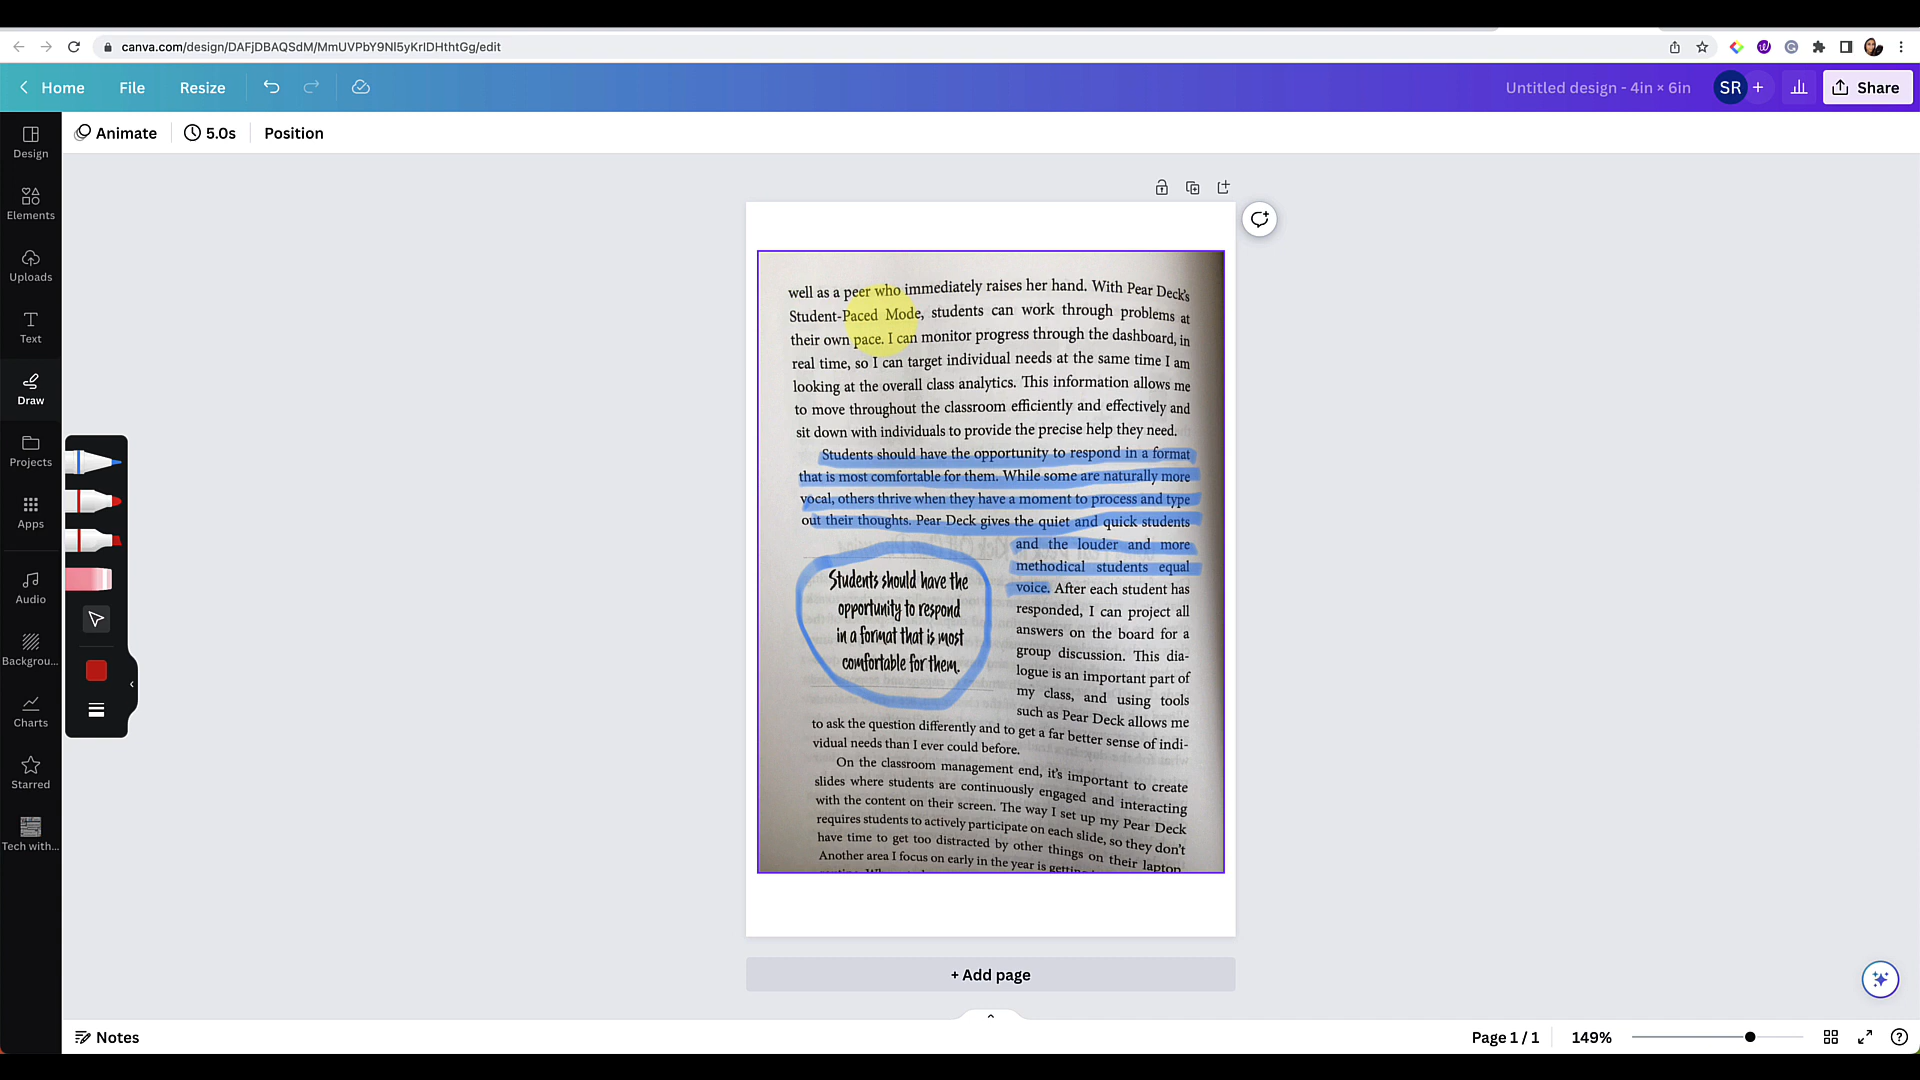 canva.com/design/DAFjDBAQSdM/MmUVPbY9Nl5yKrIDHthtGg/edit
Home
File
Resize
Untitled design - 4in × 6in
SR
+
Share
Animate
5.0s
Position
Design
Elements
Uploads
Text
Draw
Projects
Apps
Audio
Backgrou...
Charts
Starred
Tech with...
well as a peer who immediately raises her hand. With Pear Deck's
Student-Paced Mode, students can work through problems at
their own pace. I can monitor progress through the dashboard, in
real time, so I can target individual needs at the same time I am
looking at the overall class analytics. This information allows me
to move throughout the classroom efficiently and effectively and
sit down with individuals to provide the precise help they need.
Students should have the opportunity to respond in a format
that is most comfortable for them. While some are naturally more
vocal, others thrive when they have a moment to process and type
out their thoughts. Pear Deck gives the quiet and quick students
and the louder and more
methodical students equal
voice. After each student has
responded, I can project all
answers on the board for a
group discussion. This dia-
logue is an important part of
my class, and using tools
such as Pear Deck allows me
Students should have the
opportunity to respond
in a format that is most
comfortable for them.
to ask the question differently and to get a far better sense of indi-
vidual needs than I ever could before.
On the classroom management end, it's important to create
slides where students are continuously engaged and interacting
with the content on their screen. The way I set up my Pear Deck
requires students to actively participate on each slide, so they don't
have time to get too distracted by other things on their laptop.
Another area I focus on early in the year is getting
+ Add page
Notes
Page 1 / 1
149%